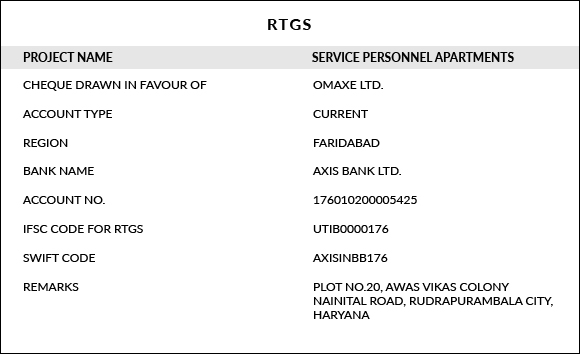 RTGS
PROJECT NAME SERVICE PERSONNEL APARTMENTS
CHEQUE DRAWN IN FAVOUR OF OMAXE LTD.
ACCOUNT TYPE CURRENT
REGION FARIDABAD
BANK NAME AXIS BANK LTD.
ACCOUNT NO. 176010200005425
IFSC CODE FOR RTGS UTIB0000176
SWIFT CODE AXISINBB176
REMARKS PLOT NO.20, AWAS VIKAS COLONY
NAINITAL ROAD, RUDRAPURAMBALA CITY,
HARYANA